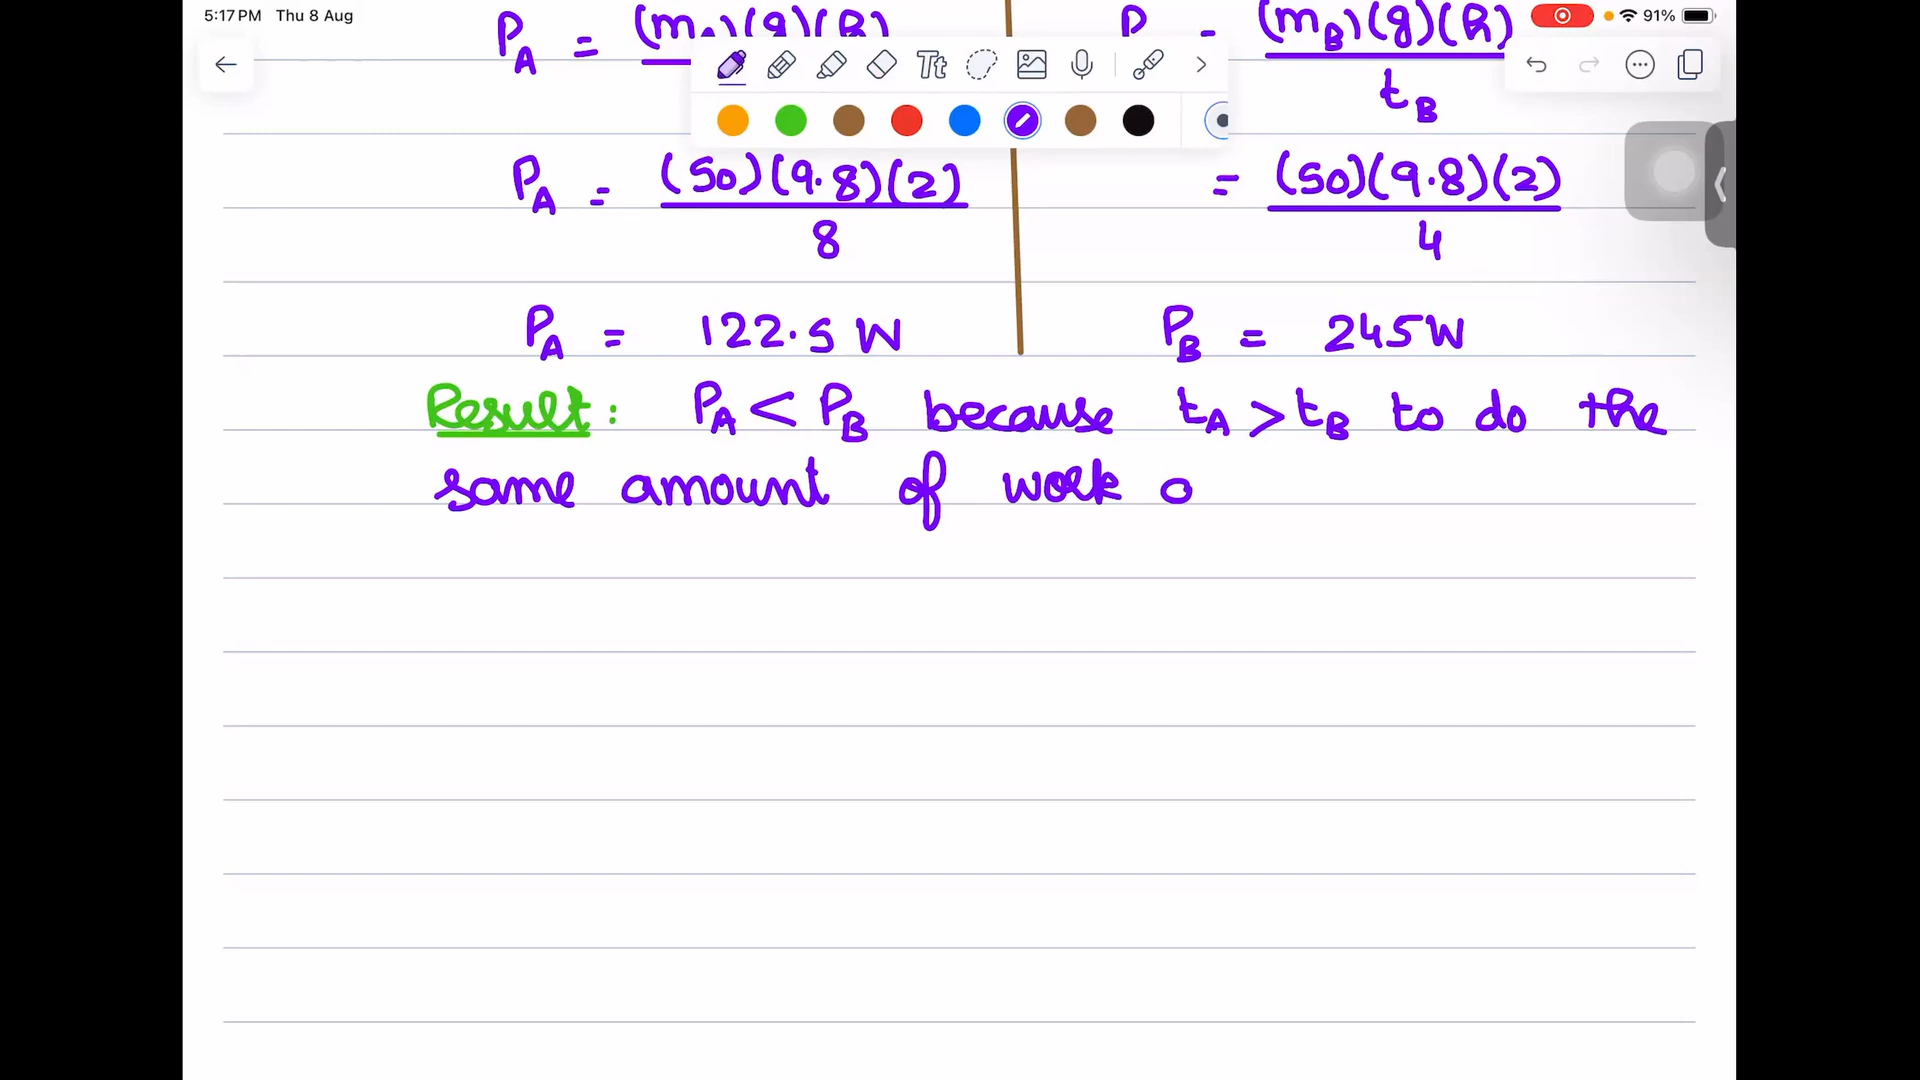 5:17 PM Thu 8 Aug
91%
P_A = (m_A)(g)(h)
P = (m_B)(g)(h)
t_B
Tt
P_A = (50)(9.8)(2)
8
= (50)(9.8)(2)
4
P_A = 122.5 W
P_B = 245W
Result: P_A < P_B because t_A > t_B to do the
same amount of work o